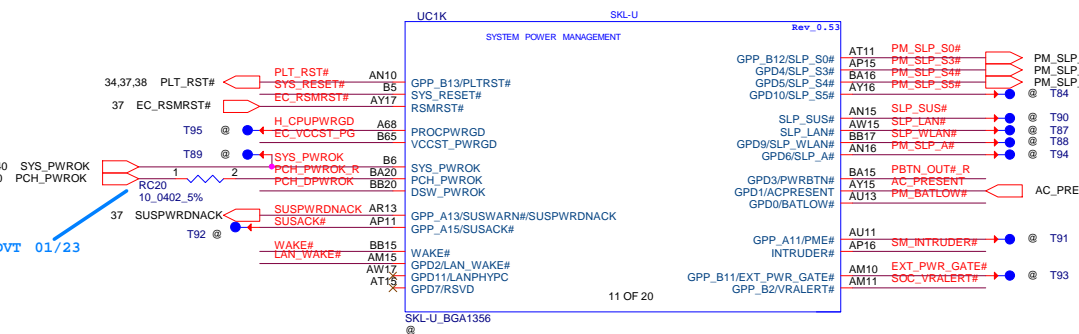 UC1K
SKL-U
Rev_0.53
SYSTEM POWER MANAGEMENT
34,37,38 PLT_RST#
PLT_RST# AN10 GPP_B13/PLTRST#
SYS_RESET# B5 SYS_RESET#
37 EC_RSMRST#
EC_RSMRST# AY17 RSMRST#
T95 @ H_CPUPWRGD A68 PROCPWRGD
EC_VCCST_PG B65 VCCST_PWRGD
T89 @
SYS_PWROK
SYS_PWROK B6 SYS_PWROK
PCH_PWROK
1 2
PCH_PWROK_R BA20 PCH_PWROK
PCH_DPWROK BB20 DSW_PWROK
RC20
10_0402_5%
37 SUSPWRDNACK
SUSPWRDNACK AR13 GPP_A13/SUSWARN#/SUSPWRDNACK
T92 @ SUSACK# AP11 GPP_A15/SUSACK#
01/23
WAKE# BB15 WAKE#
LAN_WAKE# AM15 GPD2/LAN_WAKE#
AW17 GPD11/LANPHYPC
AT15 GPD7/RSVD
GPP_B12/SLP_S0# AT11 PM_SLP_S0# PM_SLP_
GPD4/SLP_S3# AP15 PM_SLP_S3# PM_SLP_
GPD5/SLP_S4# BA16 PM_SLP_S4# PM_SLP_
GPD10/SLP_S5# AY16 PM_SLP_S5# @ T84
SLP_SUS# AN15 SLP_SUS# @ T90
SLP_LAN# AW15 SLP_LAN# @ T87
GPD9/SLP_WLAN# BB17 SLP_WLAN# @ T88
GPD6/SLP_A# AN16 PM_SLP_A# @ T94
GPD3/PWRBTN# BA15 PBTN_OUT#_R
GPD1/ACPRESENT AY15 AC_PRESENT AC_PRE
GPD0/BATLOW# AU13 PM_BATLOW#
GPP_A11/PME# AU11 @ T91
INTRUDER# AP16 SM_INTRUDER#
GPP_B11/EXT_PWR_GATE# AM10 EXT_PWR_GATE# @ T93
GPP_B2/VRALERT# AM11 SOC_VRALERT#
11 OF 20
SKL-U_BGA1356
@